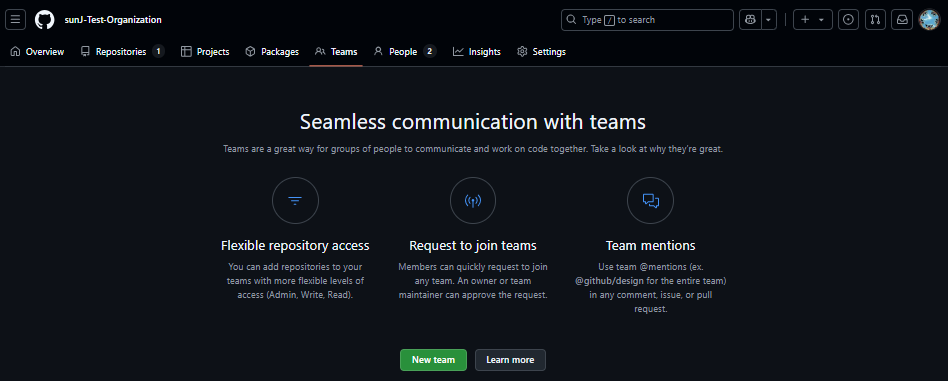 sunJ-Test-Organization
Type / to search
Overview
Repositories 1
Projects
Packages
Teams
People 2
Insights
Settings
Seamless communication with teams
Teams are a great way for groups of people to communicate and work on code together. Take a look at why they're great.
Flexible repository access
You can add repositories to your
teams with more flexible levels of
access (Admin, Write, Read).
Request to join teams
Members can quickly request to join
any team. An owner or team
maintainer can approve the request.
Team mentions
Use team @mentions (ex.
@github/design for the entire team)
in any comment, issue, or pull
request.
New team
Learn more